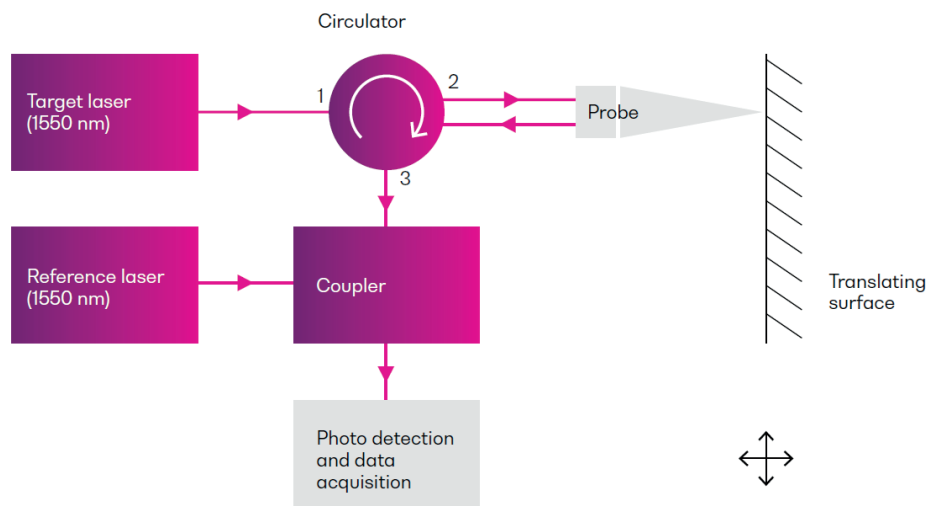 Circulator
Target laser
(1550 nm)
1
2
Probe
3
Reference laser
(1550 nm)
Coupler
Translating
surface
Photo detection
and data
acquisition